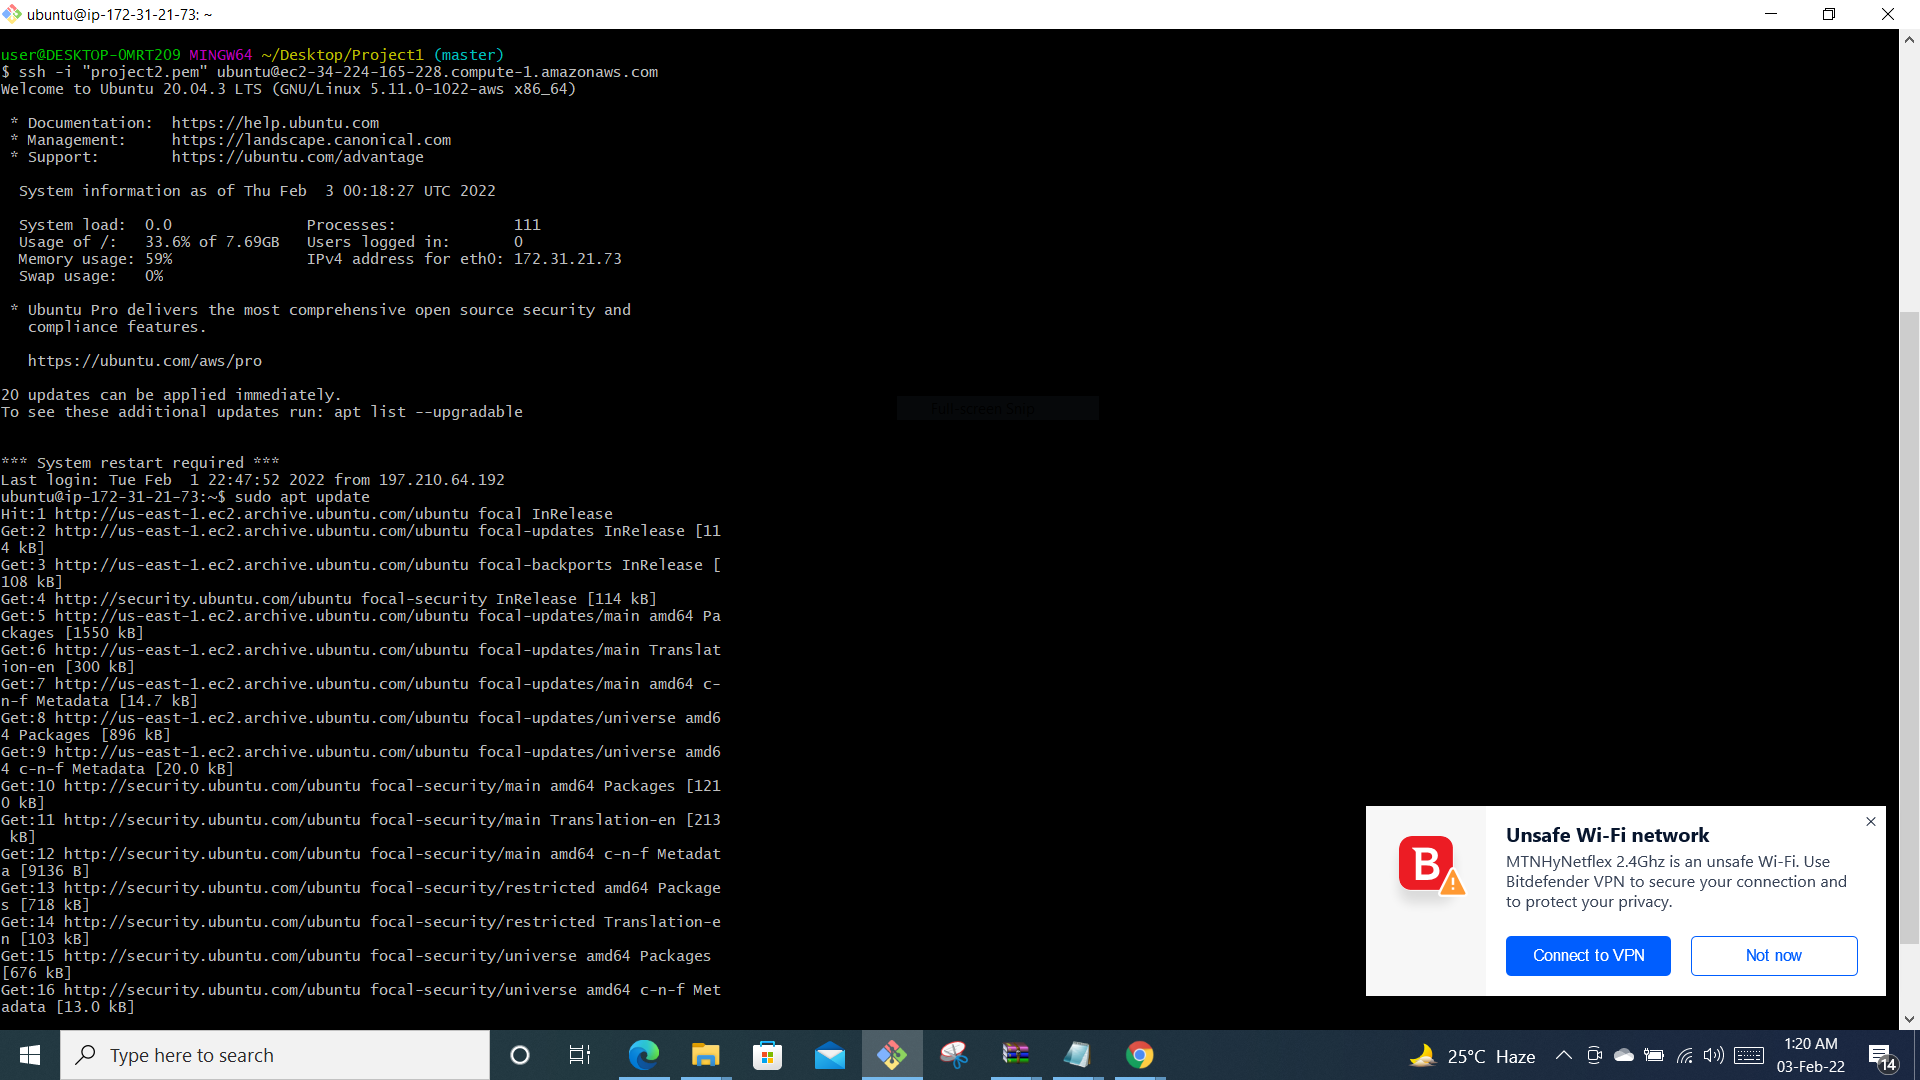 ubuntu@ip-172-31-21-73: ~
user@DESKTOP-0MRT2O9 MINGW64 ~/Desktop/Project1 (master)
$ ssh -i "project2.pem" ubuntu@ec2-34-224-165-228.compute-1.amazonaws.com
Welcome to Ubuntu 20.04.3 LTS (GNU/Linux 5.11.0-1022-aws x86_64)
* Documentation:  https://help.ubuntu.com
* Management:     https://landscape.canonical.com
* Support:        https://ubuntu.com/advantage
System information as of Thu Feb  3 00:18:27 UTC 2022
System load:  0.0               Processes:             111
Usage of /:   33.6% of 7.69GB   Users logged in:       0
Memory usage: 59%               IPv4 address for eth0: 172.31.21.73
Swap usage:   0%
* Ubuntu Pro delivers the most comprehensive open source security and
compliance features.
https://ubuntu.com/aws/pro
20 updates can be applied immediately.
To see these additional updates run: apt list --upgradable
Full-screen Snip
*** System restart required ***
Last login: Tue Feb  1 22:47:52 2022 from 197.210.64.192
ubuntu@ip-172-31-21-73:~$ sudo apt update
Hit:1 http://us-east-1.ec2.archive.ubuntu.com/ubuntu focal InRelease
Get:2 http://us-east-1.ec2.archive.ubuntu.com/ubuntu focal-updates InRelease [11
4 kB]
Get:3 http://us-east-1.ec2.archive.ubuntu.com/ubuntu focal-backports InRelease [
108 kB]
Get:4 http://security.ubuntu.com/ubuntu focal-security InRelease [114 kB]
Get:5 http://us-east-1.ec2.archive.ubuntu.com/ubuntu focal-updates/main amd64 Pa
ckages [1550 kB]
Get:6 http://us-east-1.ec2.archive.ubuntu.com/ubuntu focal-updates/main Translat
ion-en [300 kB]
Get:7 http://us-east-1.ec2.archive.ubuntu.com/ubuntu focal-updates/main amd64 c-
n-f Metadata [14.7 kB]
Get:8 http://us-east-1.ec2.archive.ubuntu.com/ubuntu focal-updates/universe amd6
4 Packages [896 kB]
Get:9 http://us-east-1.ec2.archive.ubuntu.com/ubuntu focal-updates/universe amd6
4 c-n-f Metadata [20.0 kB]
Get:10 http://security.ubuntu.com/ubuntu focal-security/main amd64 Packages [121
0 kB]
Get:11 http://security.ubuntu.com/ubuntu focal-security/main Translation-en [213
kB]
Get:12 http://security.ubuntu.com/ubuntu focal-security/main amd64 c-n-f Metadat
a [9136 B]
Get:13 http://security.ubuntu.com/ubuntu focal-security/restricted amd64 Package
s [718 kB]
Get:14 http://security.ubuntu.com/ubuntu focal-security/restricted Translation-e
n [103 kB]
Get:15 http://security.ubuntu.com/ubuntu focal-security/universe amd64 Packages
[676 kB]
Get:16 http://security.ubuntu.com/ubuntu focal-security/universe amd64 c-n-f Met
adata [13.0 kB]
B
Unsafe Wi-Fi network
MTNHyNetflex 2.4Ghz is an unsafe Wi-Fi. Use
Bitdefender VPN to secure your connection and
to protect your privacy.
Connect to VPN
Not now
Type here to search
25°C Haze
1:20 AM
03-Feb-22
14